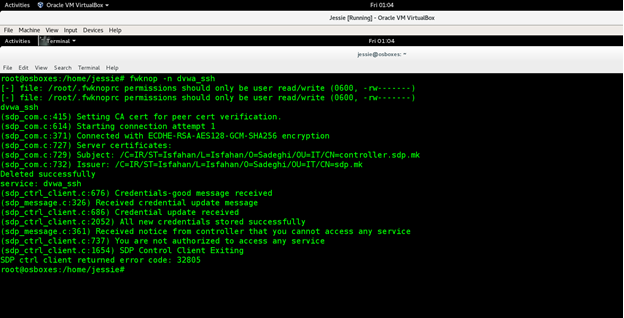 Activities Oracle VM VirtualBox Fri 01:04
Jessie [Running] - Oracle VM VirtualBox
File Machine View Input Devices Help
Activities Terminal Fri 01:04
jessie@osboxes:
File Edit View Search Terminal Help
root@osboxes:/home/jessie# fwknop -n dvwa_ssh
[-] file: /root/.fwknoprc permissions should only be user read/write (0600, -rw-------)
[-] file: /root/.fwknoprc permissions should only be user read/write (0600, -rw-------)
dvwa_ssh
(sdp_com.c:415) Setting CA cert for peer cert verification.
(sdp_com.c:614) Starting connection attempt 1
(sdp_com.c:371) Connected with ECDHE-RSA-AES128-GCM-SHA256 encryption
(sdp_com.c:727) Server certificates:
(sdp_com.c:729) Subject: /C=IR/ST=Isfahan/L=Isfahan/O=Sadeghi/OU=IT/CN=controller.sdp.mk
(sdp_com.c:732) Issuer: /C=IR/ST=Isfahan/L=Isfahan/O=Sadeghi/OU=IT/CN=sdp.mk
Deleted successfully
service: dvwa_ssh
(sdp_ctrl_client.c:676) Credentials-good message received
(sdp_message.c:326) Received credential update message
(sdp_ctrl_client.c:686) Credential update received
(sdp_ctrl_client.c:2052) All new credentials stored successfully
(sdp_message.c:361) Received notice from controller that you cannot access any service
(sdp_ctrl_client.c:737) You are not authorized to access any service
(sdp_ctrl_client.c:1654) SDP Control Client Exiting
SDP ctrl client returned error code: 32805
root@osboxes:/home/jessie#